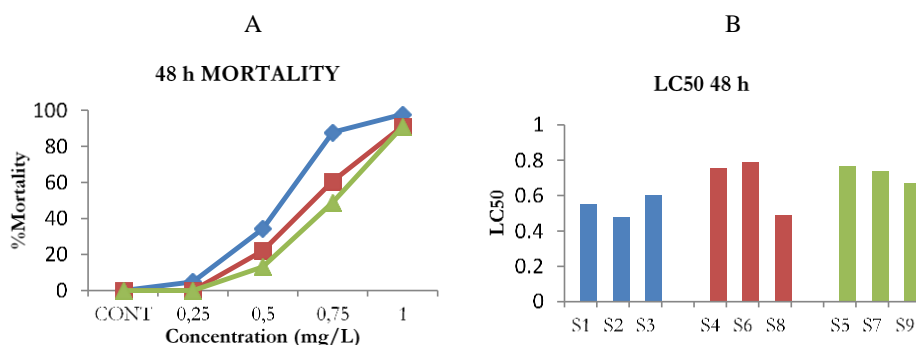 A
B
48 h MORTALITY
LC50 48 h
%Mortality
100
80
60
40
20
0
CONT 0,25 0,5 0,75 1
Concentration (mg/L)
LC50
1
0.8
0.6
0.4
0.2
0
S1 S2 S3 S4 S6 S8 S5 S7 S9